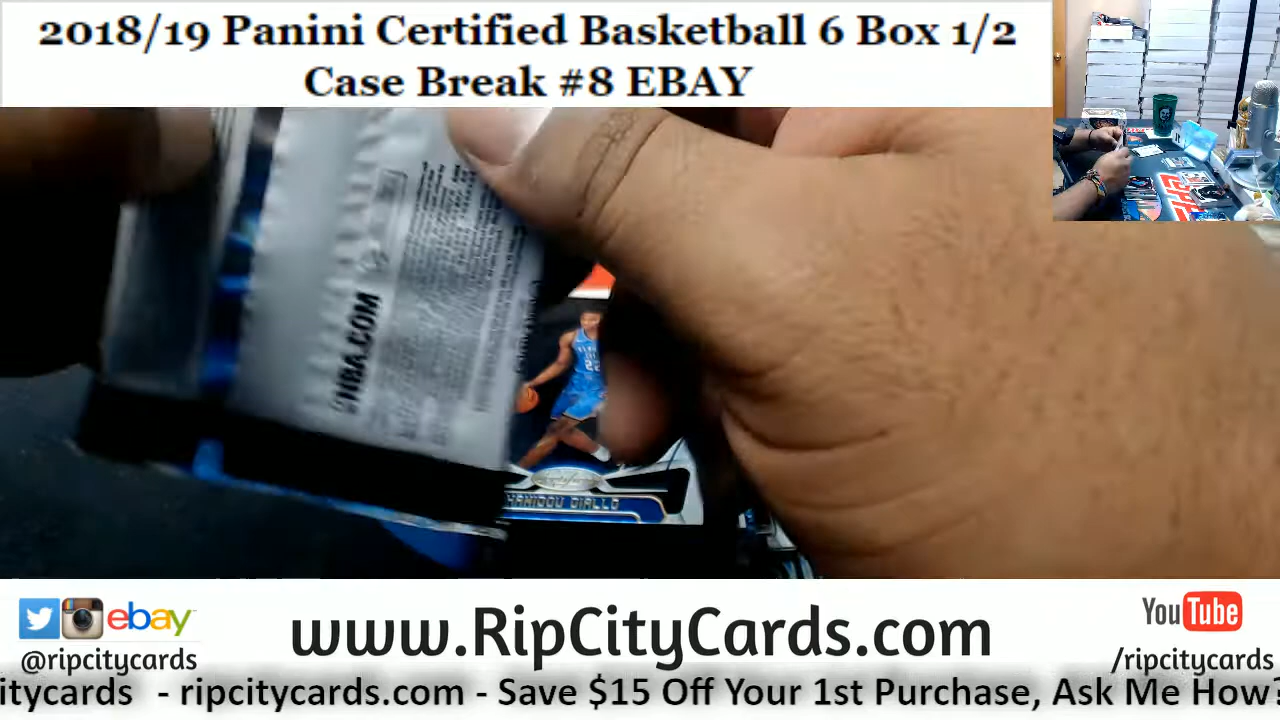 2018/19 Panini Certified Basketball 6 Box 1/2
Case Break #8 EBAY
NBA.COM
22
HAMIDOU DIALLO
ebay
@ripcitycards
www.RipCityCards.com
YouTube
/ripcitycards
itycards - ripcitycards.com - Save $15 Off Your 1st Purchase, Ask Me How?